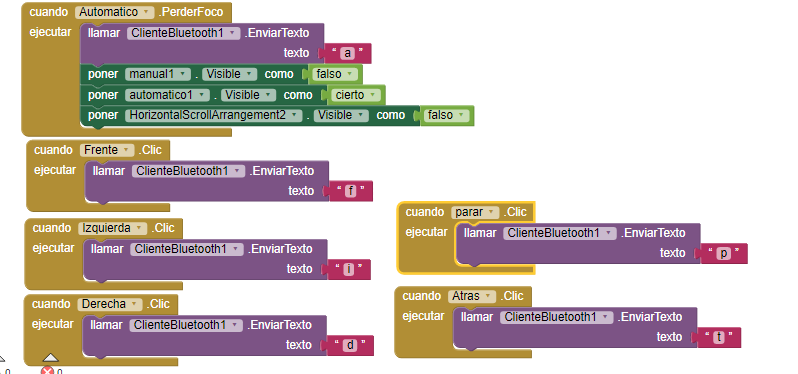 cuando Automatico .PerderFoco
ejecutar llamar ClienteBluetooth1 .EnviarTexto
texto " a "
poner manual1 . Visible como falso
poner automatico1 . Visible como cierto
poner HorizontalScrollArrangement2 . Visible como falso
cuando Frente .Clic
ejecutar llamar ClienteBluetooth1 .EnviarTexto
texto " f "
cuando Izquierda .Clic
ejecutar llamar ClienteBluetooth1 .EnviarTexto
texto " i "
cuando Derecha .Clic
ejecutar llamar ClienteBluetooth1 .EnviarTexto
texto " d "
cuando parar .Clic
ejecutar llamar ClienteBluetooth1 .EnviarTexto
texto " p "
cuando Atras .Clic
ejecutar llamar ClienteBluetooth1 .EnviarTexto
texto " t "
0 0